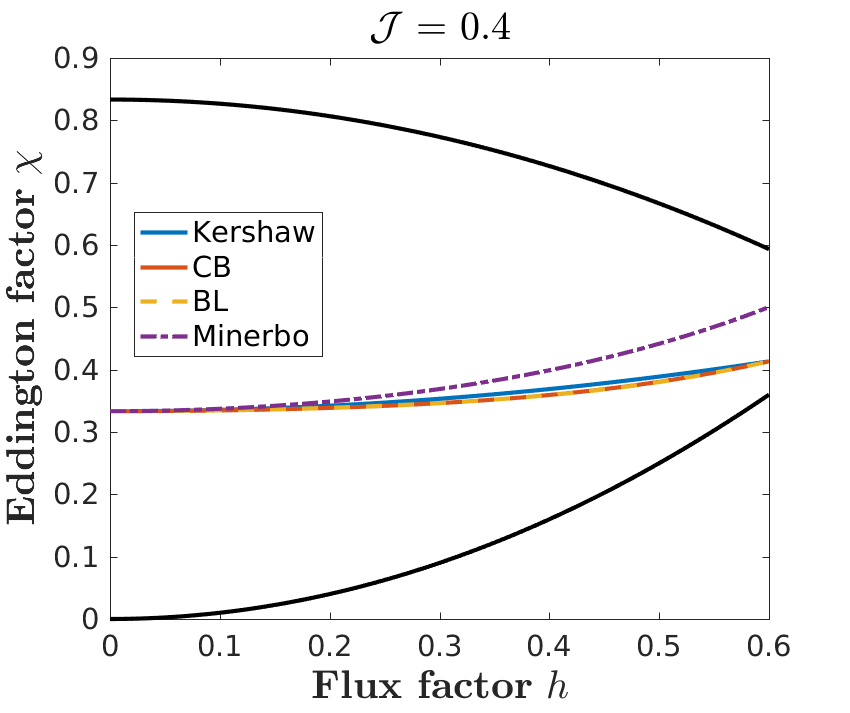 𝒥 = 0.4
Eddington factor χ
0.9
0.8
0.7
0.6
0.5
0.4
0.3
0.2
0.1
0
Kershaw
CB
BL
Minerbo
0 0.1 0.2 0.3 0.4 0.5 0.6
Flux factor h